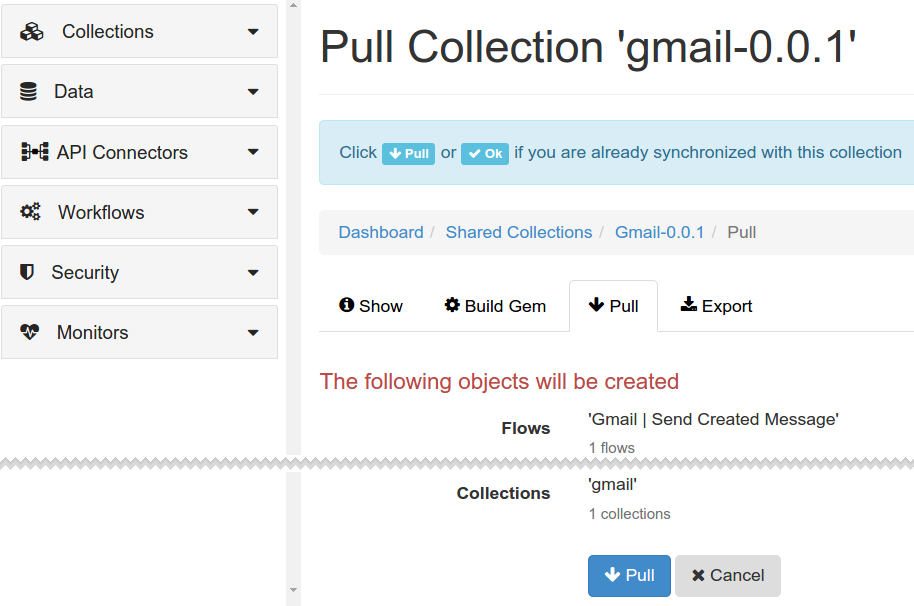 Collections
Data
API Connectors
Workflows
Security
Monitors
Pull Collection 'gmail-0.0.1'
Click Pull or Ok if you are already synchronized with this collection
Dashboard / Shared Collections / Gmail-0.0.1 / Pull
Show Build Gem Pull Export
The following objects will be created
Flows 'Gmail | Send Created Message'
1 flows
Collections 'gmail'
1 collections
Pull Cancel